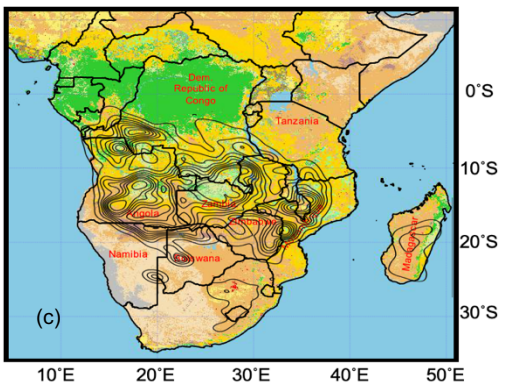 Dem.
Republic of
Congo
0°S
Tanzania
10°S
Zambia
Angola
Zimbabwe
Madagascar
20°S
Namibia
Botswana
30°S
(c)
10°E
20°E
30°E
40°E
50°E